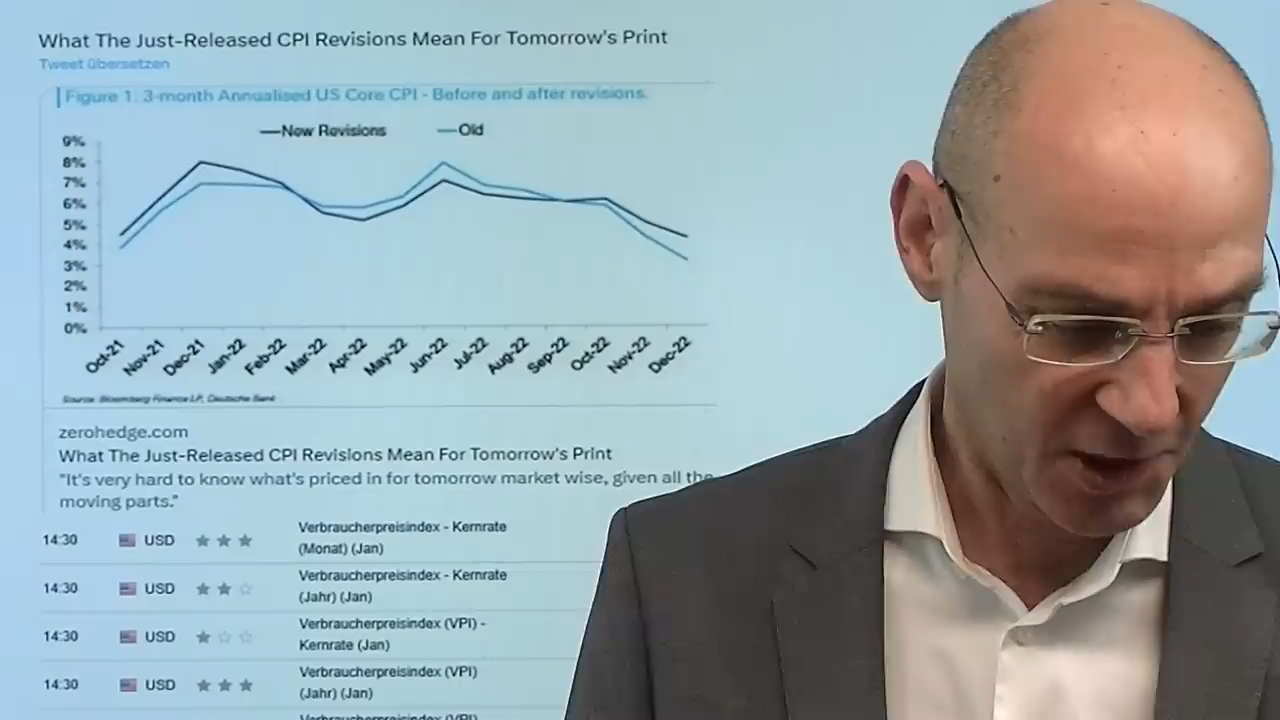 What The Just-Released CPI Revisions Mean For Tomorrow's Print
Tweet übersetzen
Figure 1: 3-month Annualised US Core CPI - Before and after revisions.
New Revisions Old
9%
8%
7%
6%
5%
4%
3%
2%
1%
0%
Oct-21 Nov-21 Dec-21 Jan-22 Feb-22 Mar-22 Apr-22 May-22 Jun-22 Jul-22 Aug-22 Sep-22 Oct-22 Nov-22 Dec-22
Source: Bloomberg Finance LP, Deutsche Bank
zerohedge.com
What The Just-Released CPI Revisions Mean For Tomorrow's Print
"It's very hard to know what's priced in for tomorrow market wise, given all the
moving parts."
14:30 USD Verbraucherpreisindex - Kernrate
(Monat) (Jan)
14:30 USD Verbraucherpreisindex - Kernrate
(Jahr) (Jan)
14:30 USD Verbraucherpreisindex (VPI) -
Kernrate (Jan)
14:30 USD Verbraucherpreisindex (VPI)
(Jahr) (Jan)
Verbraucherpreisindex (VPI)